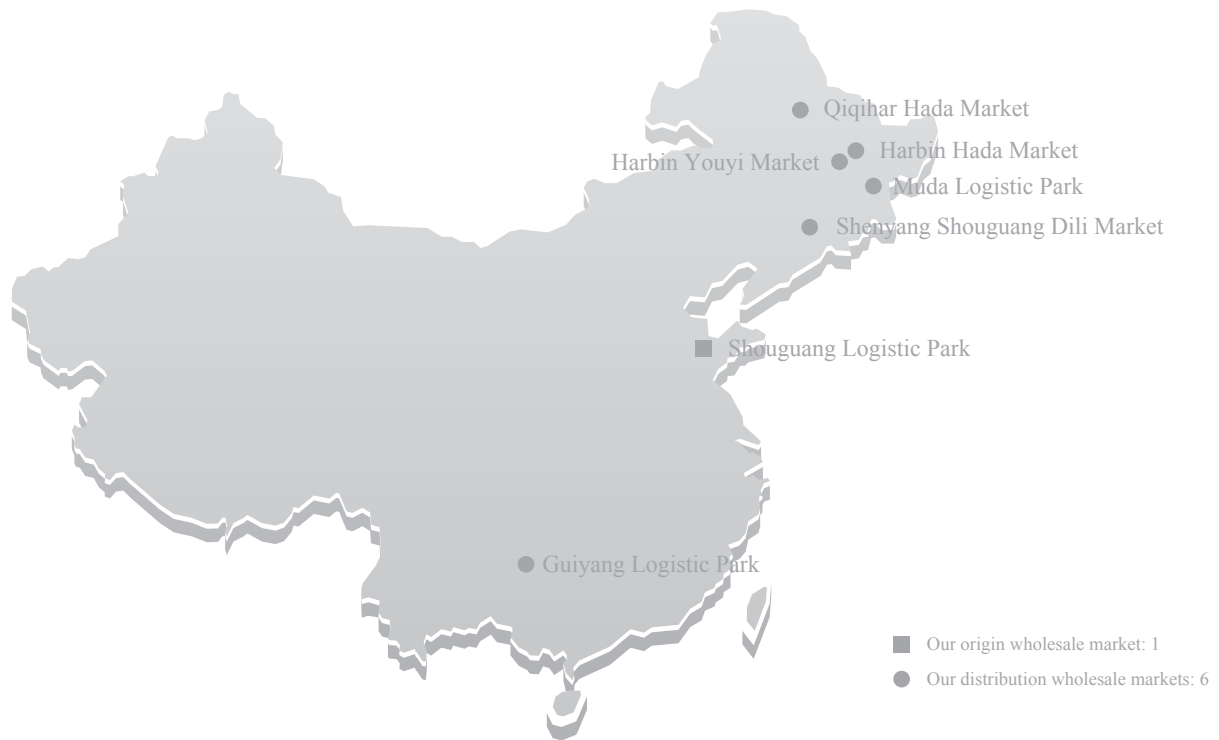 Qiqihar Hada Market
Harbin Hada Market
Harbin Youyi Market
Muda Logistic Park
Shenyang Shouguang Dili Market
Shouguang Logistic Park
Guiyang Logistic Park
Our origin wholesale market: 1
Our distribution wholesale markets: 6